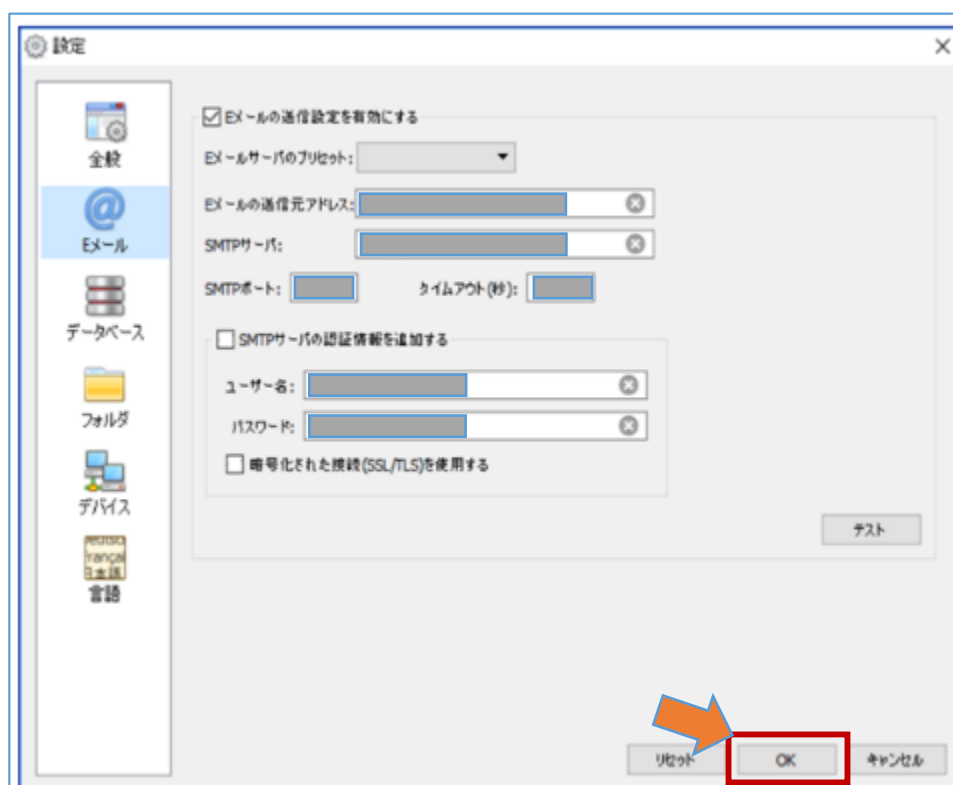 設定
全般
Eメール
データベース
フォルダ
デバイス
françai
日本語
言語
Eメールの送信設定を有効にする
Eメールサーバのプリセット:
Eメールの送信元アドレス:
SMTPサーバ:
SMTPポート: タイムアウト(秒):
SMTPサーバの認証情報を追加する
ユーザー名:
パスワード:
暗号化された接続(SSL/TLS)を使用する
テスト
リセット OK キャンセル